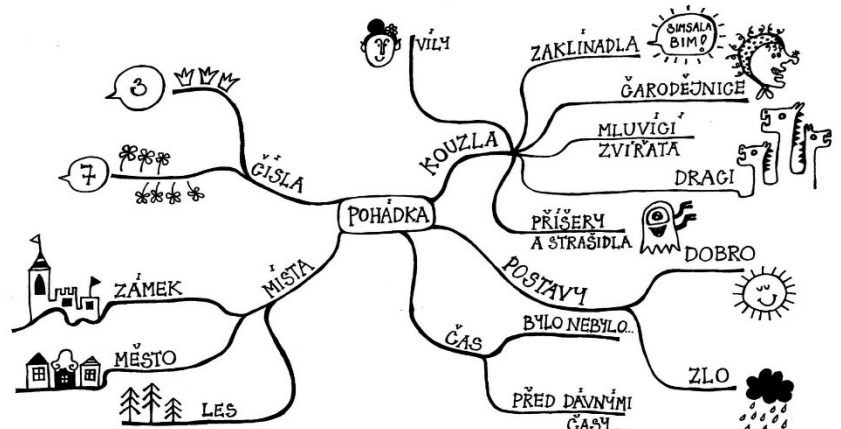 POHÁDKA
KOUZLA
VÍLY
ZAKLÍNADLA
SIMSALA
BIM!
ČARODĚJNICE
MLUVÍCÍ
ZVÍŘATA
DRACI
PŘÍŠERY
A STRAŠIDLA
POSTAVY
DOBRO
ZLO
ČAS
BYLO NEBYLO...
PŘED DÁVNÝMI
ČASY...
MÍSTA
ZÁMEK
MĚSTO
LES
ČÍSLA
3
7